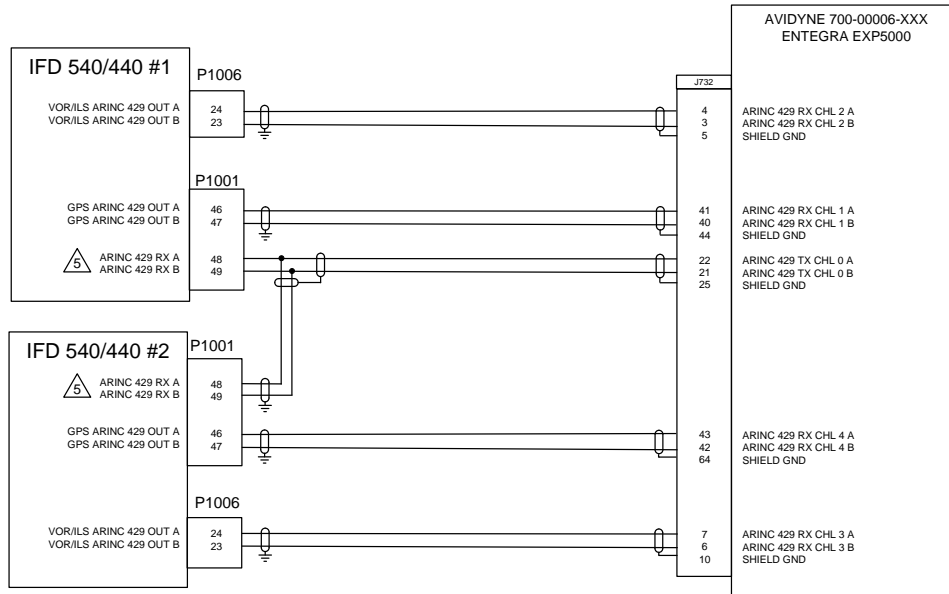 AVIDYNE 700-00006-XXX
ENTEGRA EXP5000
IFD 540/440 #1
P1006
J732
VOR/ILS ARINC 429 OUT A 24 4 ARINC 429 RX CHL 2 A
VOR/ILS ARINC 429 OUT B 23 3 ARINC 429 RX CHL 2 B
5 SHIELD GND
P1001
GPS ARINC 429 OUT A 46 41 ARINC 429 RX CHL 1 A
GPS ARINC 429 OUT B 47 40 ARINC 429 RX CHL 1 B
44 SHIELD GND
5 ARINC 429 RX A 48 22 ARINC 429 TX CHL 0 A
ARINC 429 RX B 49 21 ARINC 429 TX CHL 0 B
25 SHIELD GND
IFD 540/440 #2
P1001
5 ARINC 429 RX A 48
ARINC 429 RX B 49
GPS ARINC 429 OUT A 46 43 ARINC 429 RX CHL 4 A
GPS ARINC 429 OUT B 47 42 ARINC 429 RX CHL 4 B
64 SHIELD GND
P1006
VOR/ILS ARINC 429 OUT A 24 7 ARINC 429 RX CHL 3 A
VOR/ILS ARINC 429 OUT B 23 6 ARINC 429 RX CHL 3 B
10 SHIELD GND